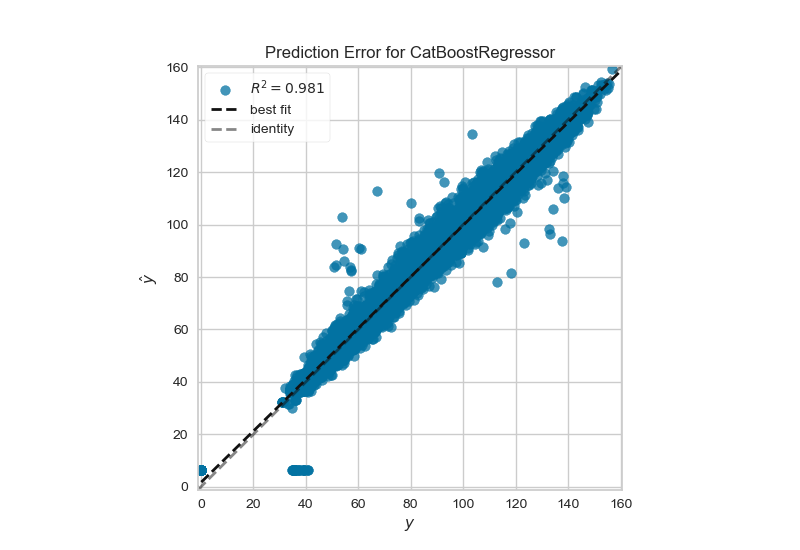 Prediction Error for CatBoostRegressor
R² = 0.981
best fit
identity
160
140
120
100
80
60
40
20
0
ŷ
0 20 40 60 80 100 120 140 160
y